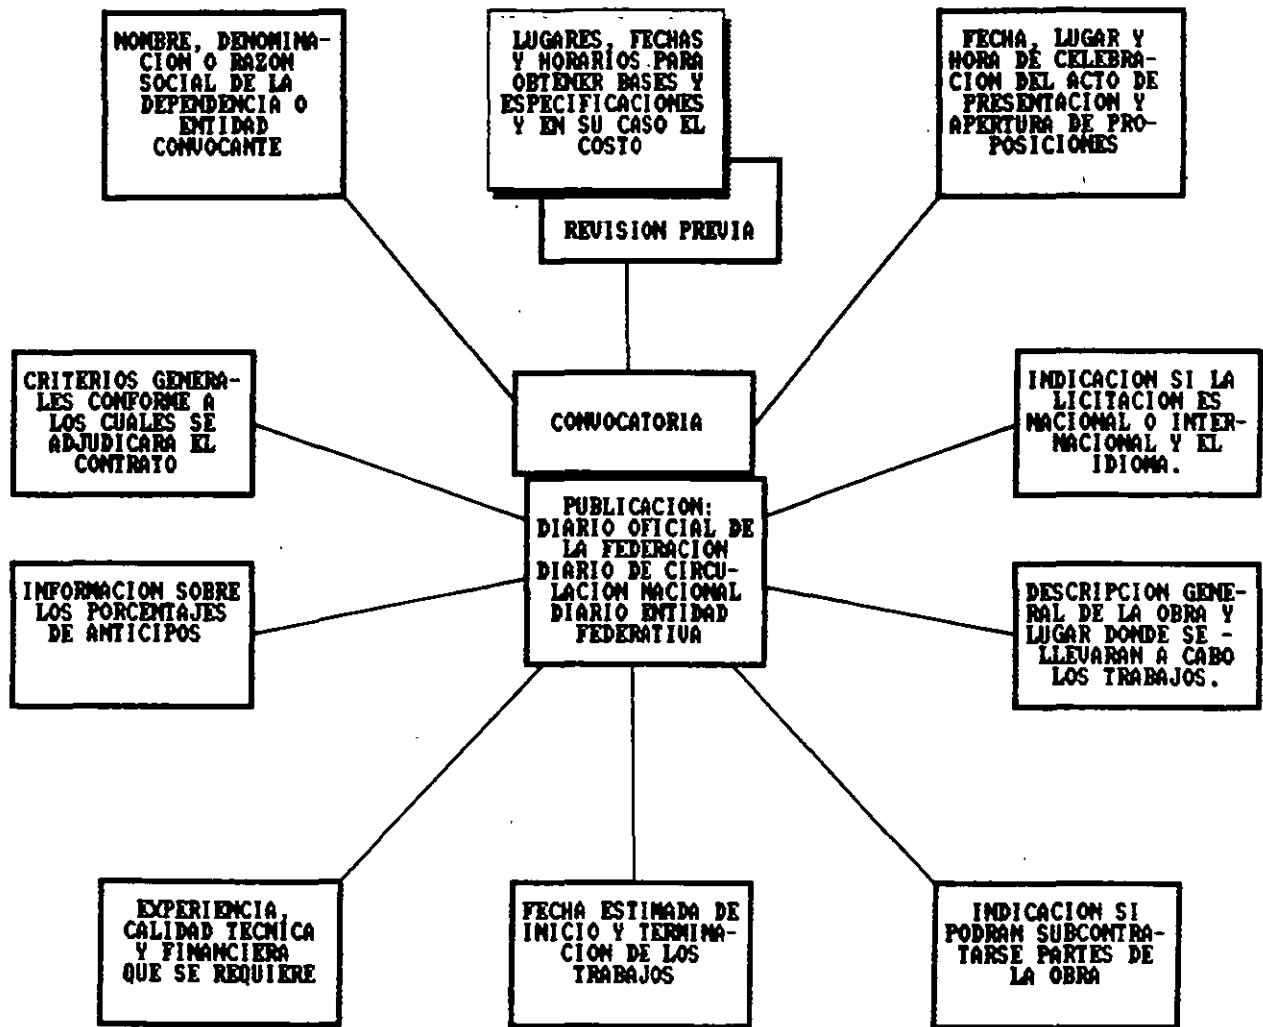 NOMBRE, DENOMINA-
CION O RAZON
SOCIAL DE LA
DEPENDENCIA O
ENTIDAD
CONVOCANTE
LUGARES, FECHAS
Y HORARIOS PARA
OBTENER BASES Y
ESPECIFICACIONES
Y EN SU CASO EL
COSTO
REVISION PREVIA
FECHA, LUGAR Y
HORA DE CELEBRA-
CION DEL ACTO DE
PRESENTACION Y
APERTURA DE PRO-
POSICIONES
CRITERIOS GENERA-
LES CONFORME A
LOS CUALES SE
ADJUDICARA EL
CONTRATO
CONVOCATORIA
INDICACION SI LA
LICITACION ES
NACIONAL O INTER-
NACIONAL Y EL
IDIOMA.
PUBLICACION:
DIARIO OFICIAL DE
LA FEDERACION
DIARIO DE CIRCU-
LACION NACIONAL
DIARIO ENTIDAD
FEDERATIVA
INFORMACION SOBRE
LOS PORCENTAJES
DE ANTICIPOS
DESCRIPCION GENE-
RAL DE LA OBRA Y
LUGAR DONDE SE -
LLEVARAN A CABO
LOS TRABAJOS.
EXPERIENCIA,
CALIDAD TECNICA
Y FINANCIERA
QUE SE REQUIERE
FECHA ESTIMADA DE
INICIO Y TERMINA-
CION DE LOS
TRABAJOS
INDICACION SI
PODRAN SUBCONTRA-
TARSE PARTES DE
LA OBRA